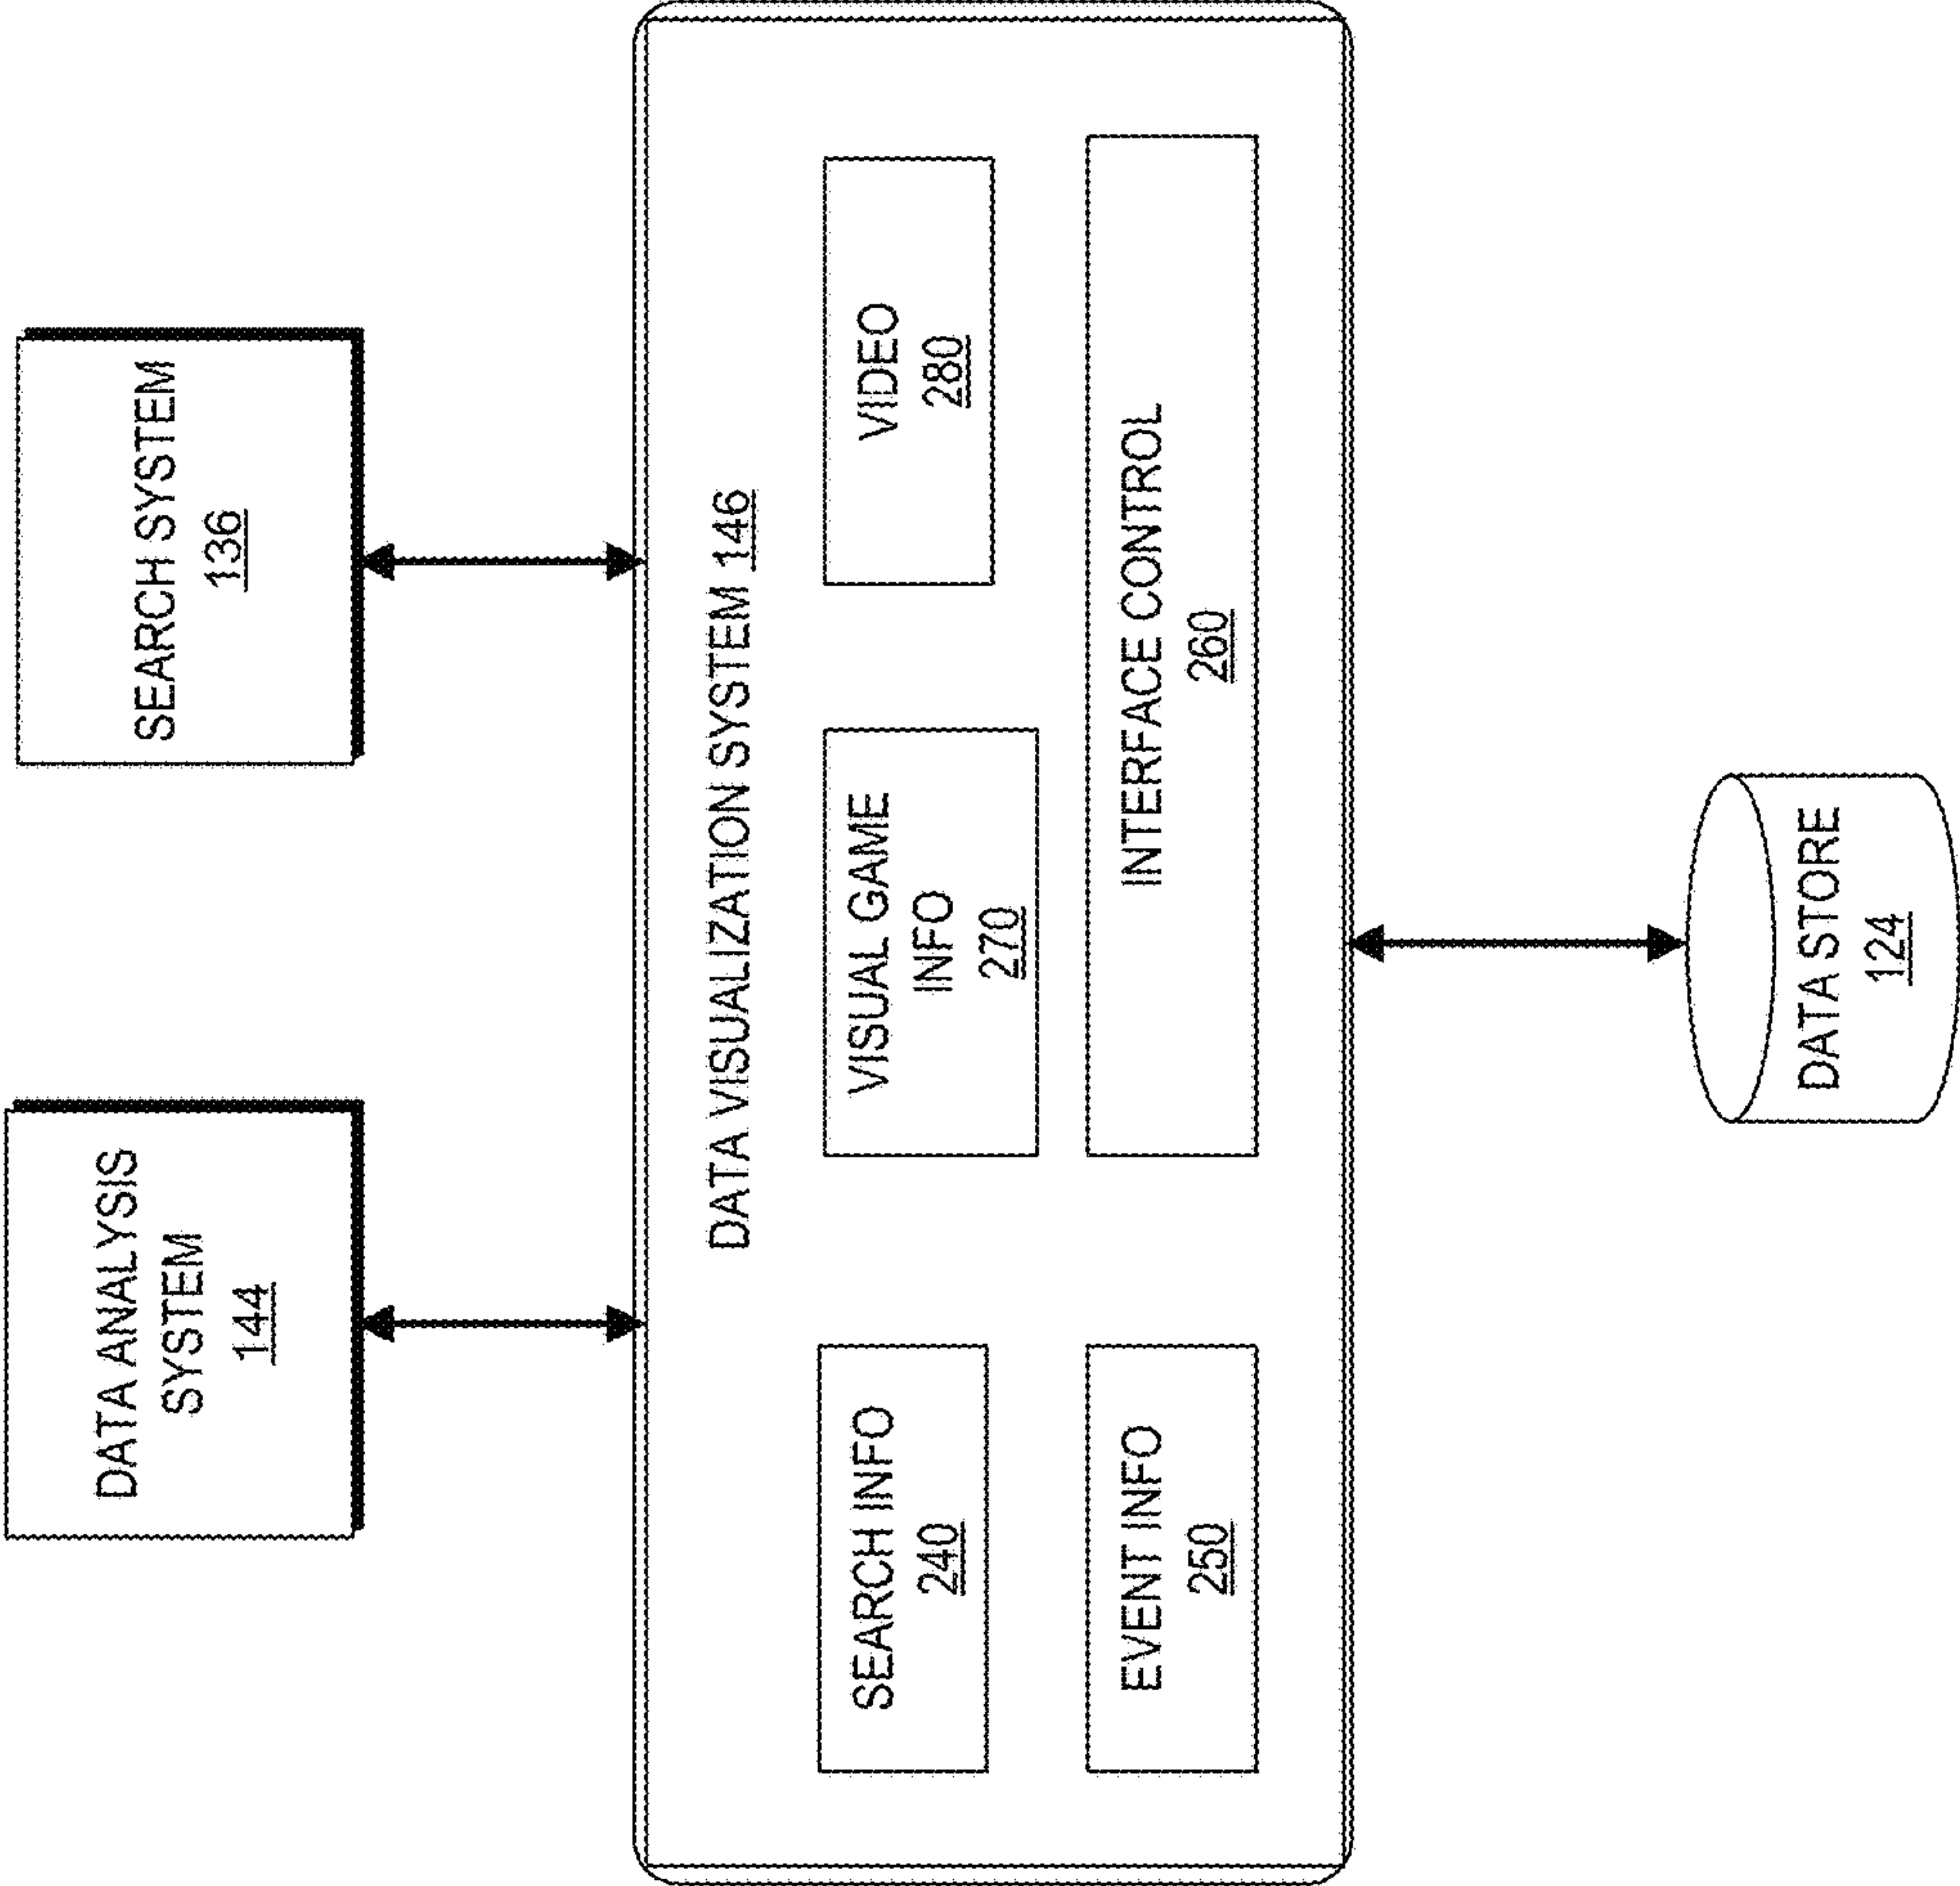 DATA ANALYSIS
SYSTEM
144
SEARCH SYSTEM
136
DATA VISUALIZATION SYSTEM 146
SEARCH INFO
240
VISUAL GAME
INFO
270
VIDEO
280
EVENT INFO
250
INTERFACE CONTROL
260
DATA STORE
124